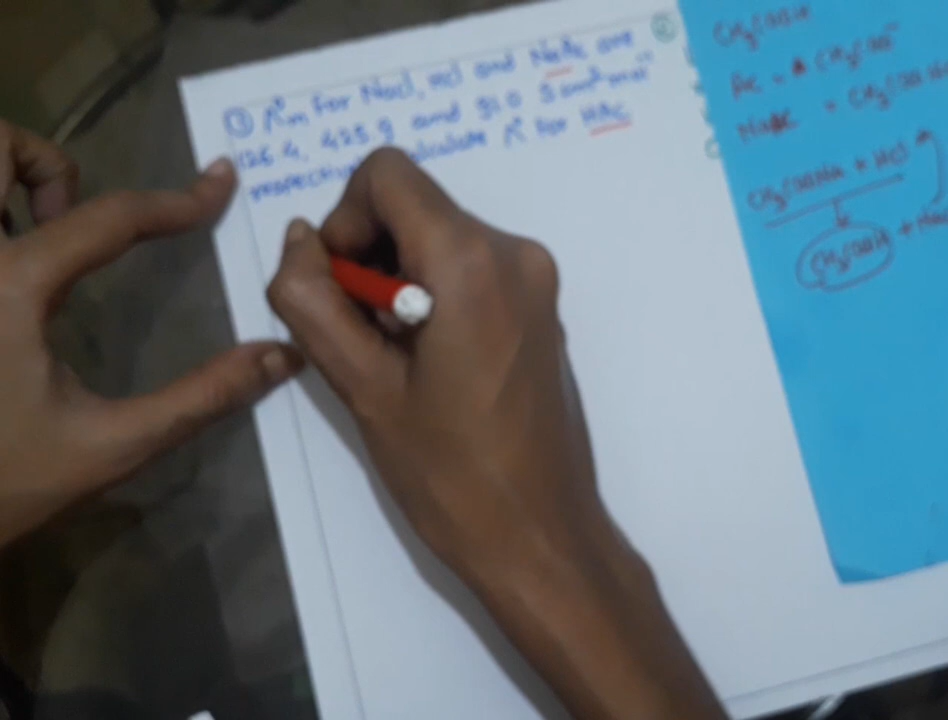 ① Λ°m for Nacl, Hcl and NaAc are
126.4, 425.9 and 91.0 S cm² mol⁻¹
respectively calculate Λ° for HAC
CH₃COOH
AC = CH₃COO⁻
NaAC = CH₃COONa
CH₃COONa + Hcl
CH₃COOH + Na